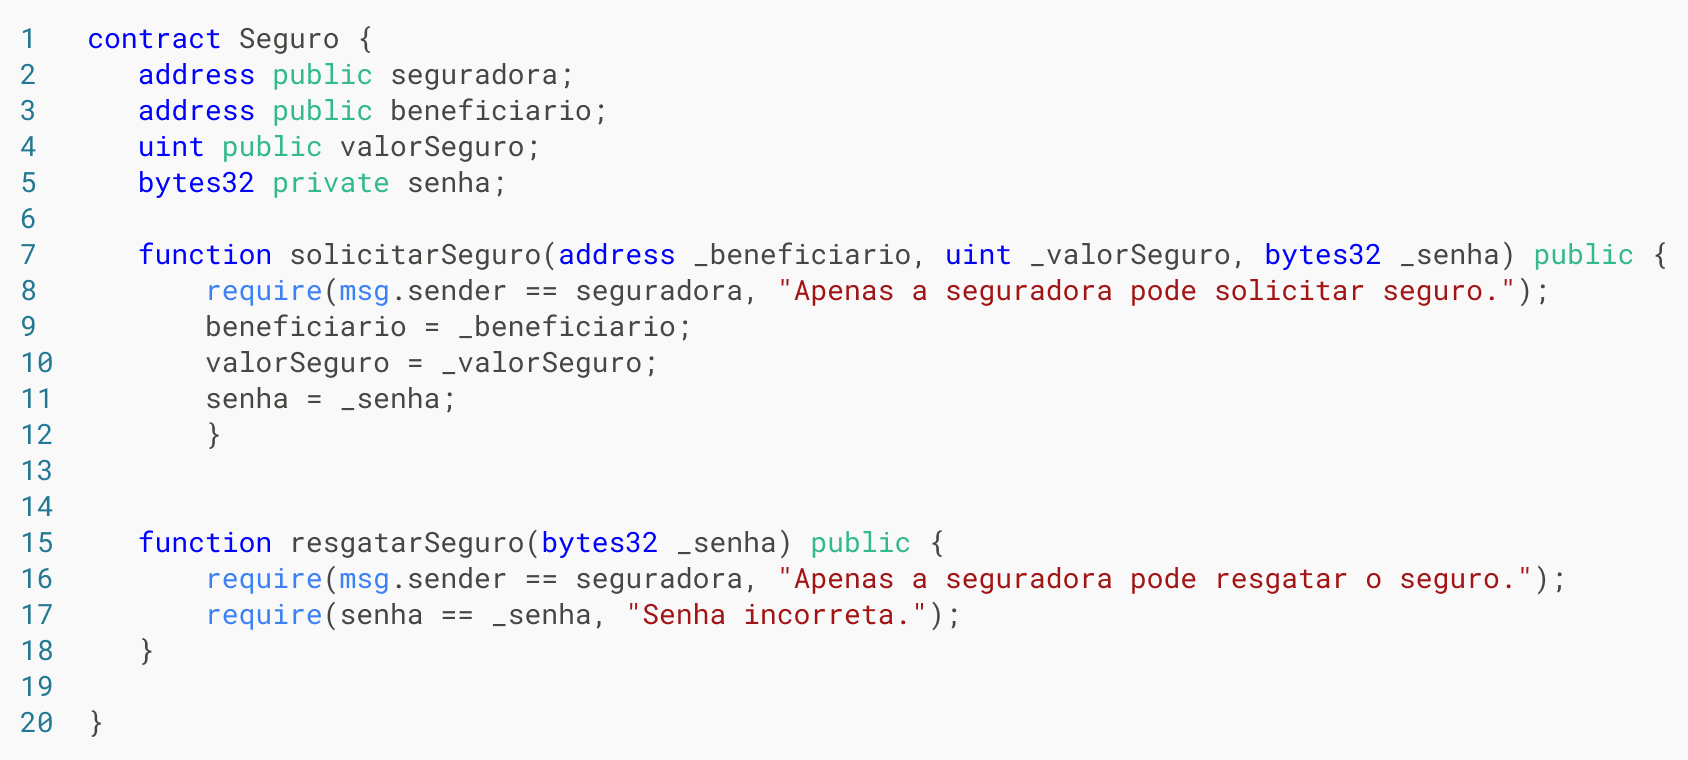 1 contract Seguro {
2 address public seguradora;
3 address public beneficiario;
4 uint public valorSeguro;
5 bytes32 private senha;
6
7 function solicitarSeguro(address _beneficiario, uint _valorSeguro, bytes32 _senha) public {
8 require(msg.sender == seguradora, "Apenas a seguradora pode solicitar seguro.");
9 beneficiario = _beneficiario;
10 valorSeguro = _valorSeguro;
11 senha = _senha;
12 }
13
14
15 function resgatarSeguro(bytes32 _senha) public {
16 require(msg.sender == seguradora, "Apenas a seguradora pode resgatar o seguro.");
17 require(senha == _senha, "Senha incorreta.");
18 }
19
20 }